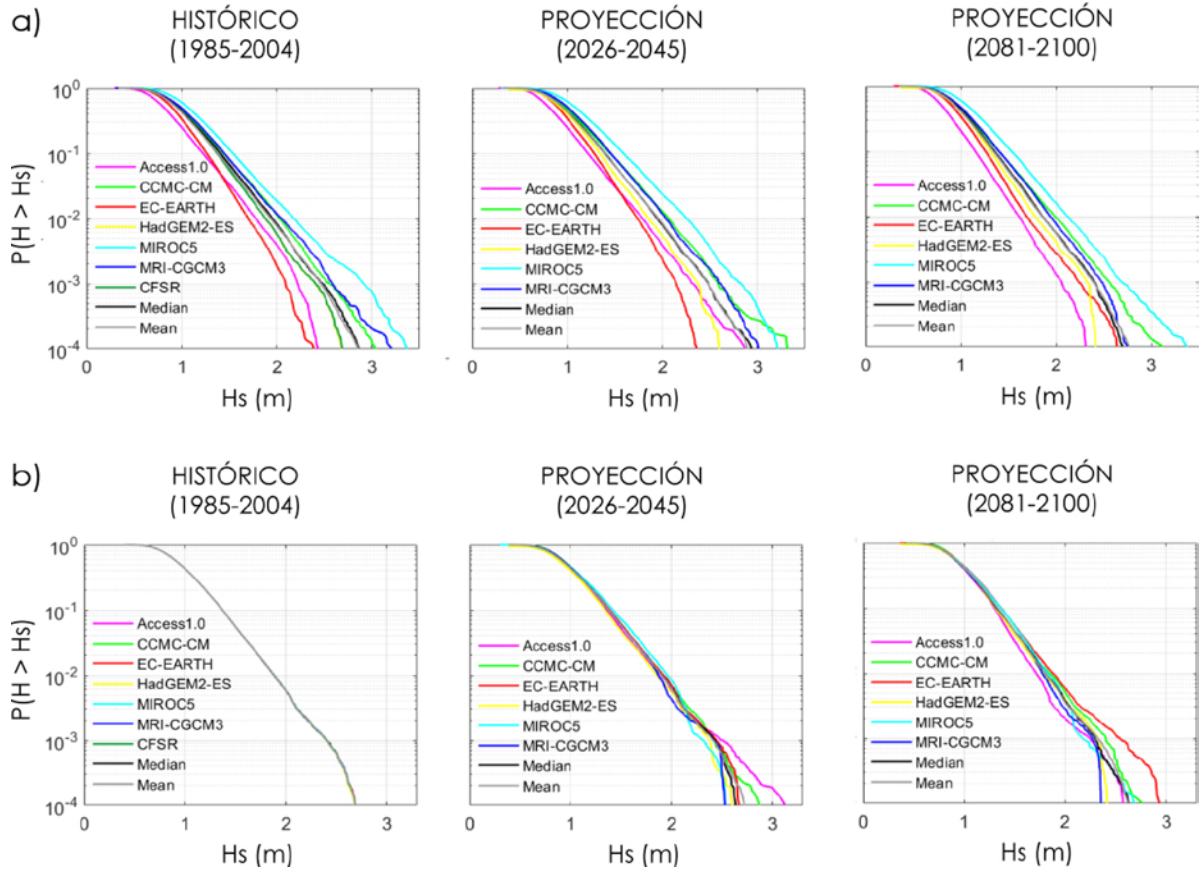 a)
HISTÓRICO
(1985-2004)
PROYECCIÓN
(2026-2045)
PROYECCIÓN
(2081-2100)
P(H > Hs)
10^0
10^-1
10^-2
10^-3
10^-4
Access1.0
CCMC-CM
EC-EARTH
HadGEM2-ES
MIROC5
MRI-CGCM3
CFSR
Median
Mean
0 1 2 3
Hs (m)
Access1.0
CCMC-CM
EC-EARTH
HadGEM2-ES
MIROC5
MRI-CGCM3
Median
Mean
0 1 2 3
Hs (m)
Access1.0
CCMC-CM
EC-EARTH
HadGEM2-ES
MIROC5
MRI-CGCM3
Median
Mean
0 1 2 3
Hs (m)
b)
HISTÓRICO
(1985-2004)
PROYECCIÓN
(2026-2045)
PROYECCIÓN
(2081-2100)
P(H > Hs)
10^0
10^-1
10^-2
10^-3
10^-4
Access1.0
CCMC-CM
EC-EARTH
HadGEM2-ES
MIROC5
MRI-CGCM3
CFSR
Median
Mean
0 1 2 3
Hs (m)
Access1.0
CCMC-CM
EC-EARTH
HadGEM2-ES
MIROC5
MRI-CGCM3
Median
Mean
0 1 2 3
Hs (m)
Access1.0
CCMC-CM
EC-EARTH
HadGEM2-ES
MIROC5
MRI-CGCM3
Median
Mean
0 1 2 3
Hs (m)